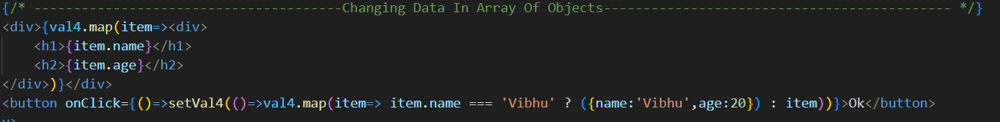 {/* ----------------------------------------Changing Data In Array Of Objects--------------------------------------------- */}
<div>{val4.map(item=><div>
    <h1>{item.name}</h1>
    <h2>{item.age}</h2>
</div>)}</div>
<button onClick={()=>setVal4(()=>val4.map(item=> item.name === 'Vibhu' ? ({name:'Vibhu',age:20}) : item))}>Ok</button>